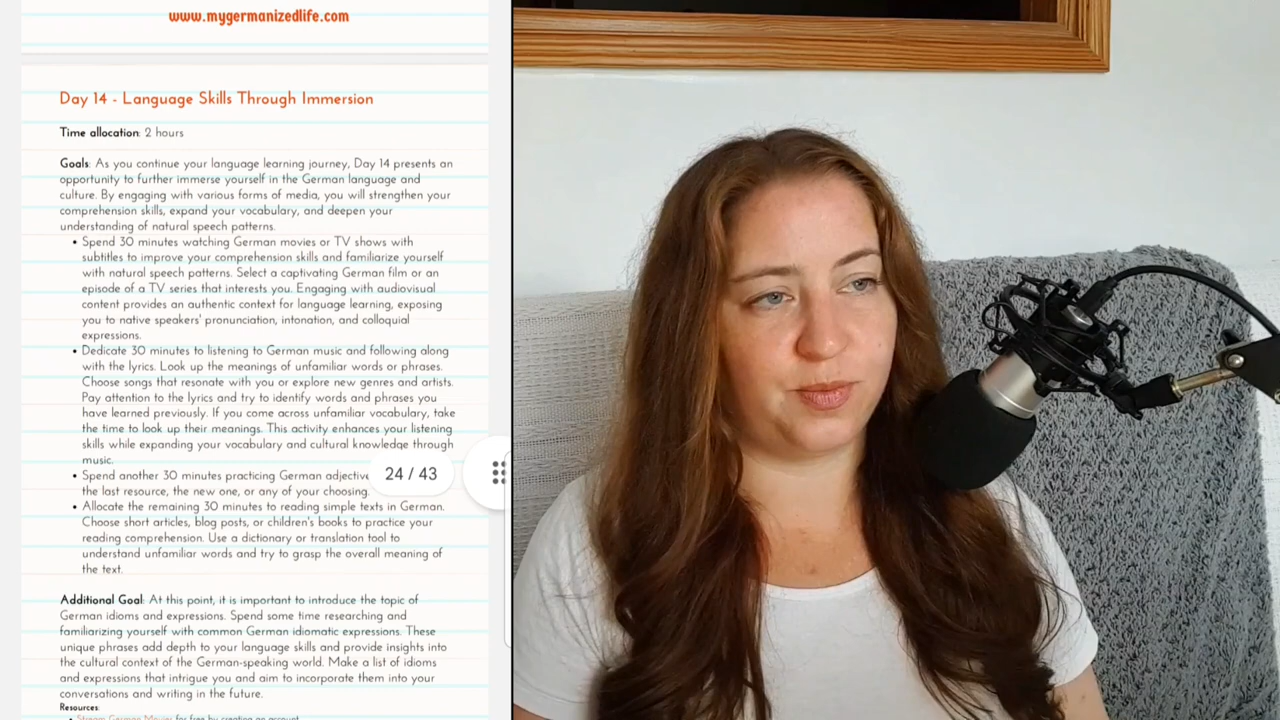 www.mygermanizedlife.com
Day 14 - Language Skills Through Immersion
Time allocation: 2 hours
Goals: As you continue your language learning journey, Day 14 presents an
opportunity to further immerse yourself in the German language and
culture. By engaging with various forms of media, you will strengthen your
comprehension skills, expand your vocabulary, and deepen your
understanding of natural speech patterns.
• Spend 30 minutes watching German movies or TV shows with
subtitles to improve your comprehension skills and familiarize yourself
with natural speech patterns. Select a captivating German film or an
episode of a TV series that interests you. Engaging with audiovisual
content provides an authentic context for language learning, exposing
you to native speakers' pronunciation, intonation, and colloquial
expressions.
• Dedicate 30 minutes to listening to German music and following along
with the lyrics. Look up the meanings of unfamiliar words or phrases.
Choose songs that resonate with you or explore new genres and artists.
Pay attention to the lyrics and try to identify words and phrases you
have learned previously. If you come across unfamiliar vocabulary, take
the time to look up their meanings. This activity enhances your listening
skills while expanding your vocabulary and cultural knowledge through
music.
• Spend another 30 minutes practicing German adjective
the last resource, the new one, or any of your choosing.
24 / 43
• Allocate the remaining 30 minutes to reading simple texts in German.
Choose short articles, blog posts, or children's books to practice your
reading comprehension. Use a dictionary or translation tool to
understand unfamiliar words and try to grasp the overall meaning of
the text.
Additional Goal: At this point, it is important to introduce the topic of
German idioms and expressions. Spend some time researching and
familiarizing yourself with common German idiomatic expressions. These
unique phrases add depth to your language skills and provide insights into
the cultural context of the German-speaking world. Make a list of idioms
and expressions that intrigue you and aim to incorporate them into your
conversations and writing in the future.
Resources:
• Stream German Movies for free by creating an account